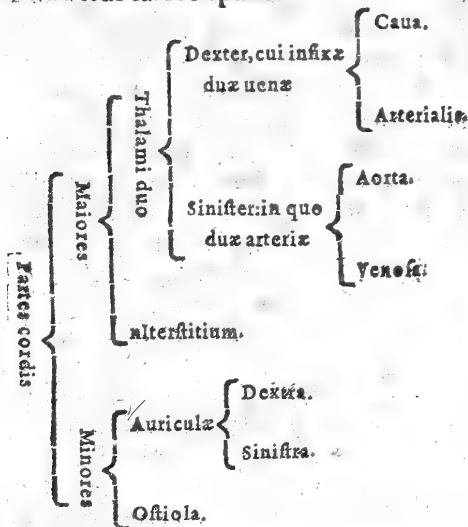 Partes cordis
Maiores
Thalami duo
Dexter, cui infixæ
duæ uenæ
Caua.
Arterialis.
Sinister: in quo
duæ arteriæ
Aorta.
Venosa.
nIterstitium.
Minores
Auriculæ
Dextra.
Sinistra.
Ostiola.